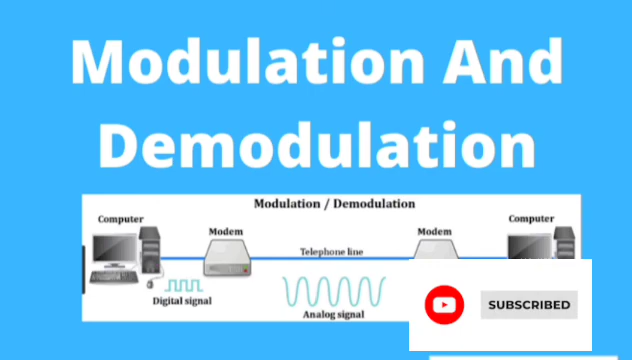 Modulation And
Demodulation
Modulation / Demodulation
Computer
Modem
Telephone line
Modem
Computer
Digital signal
Analog signal
SUBSCRIBED